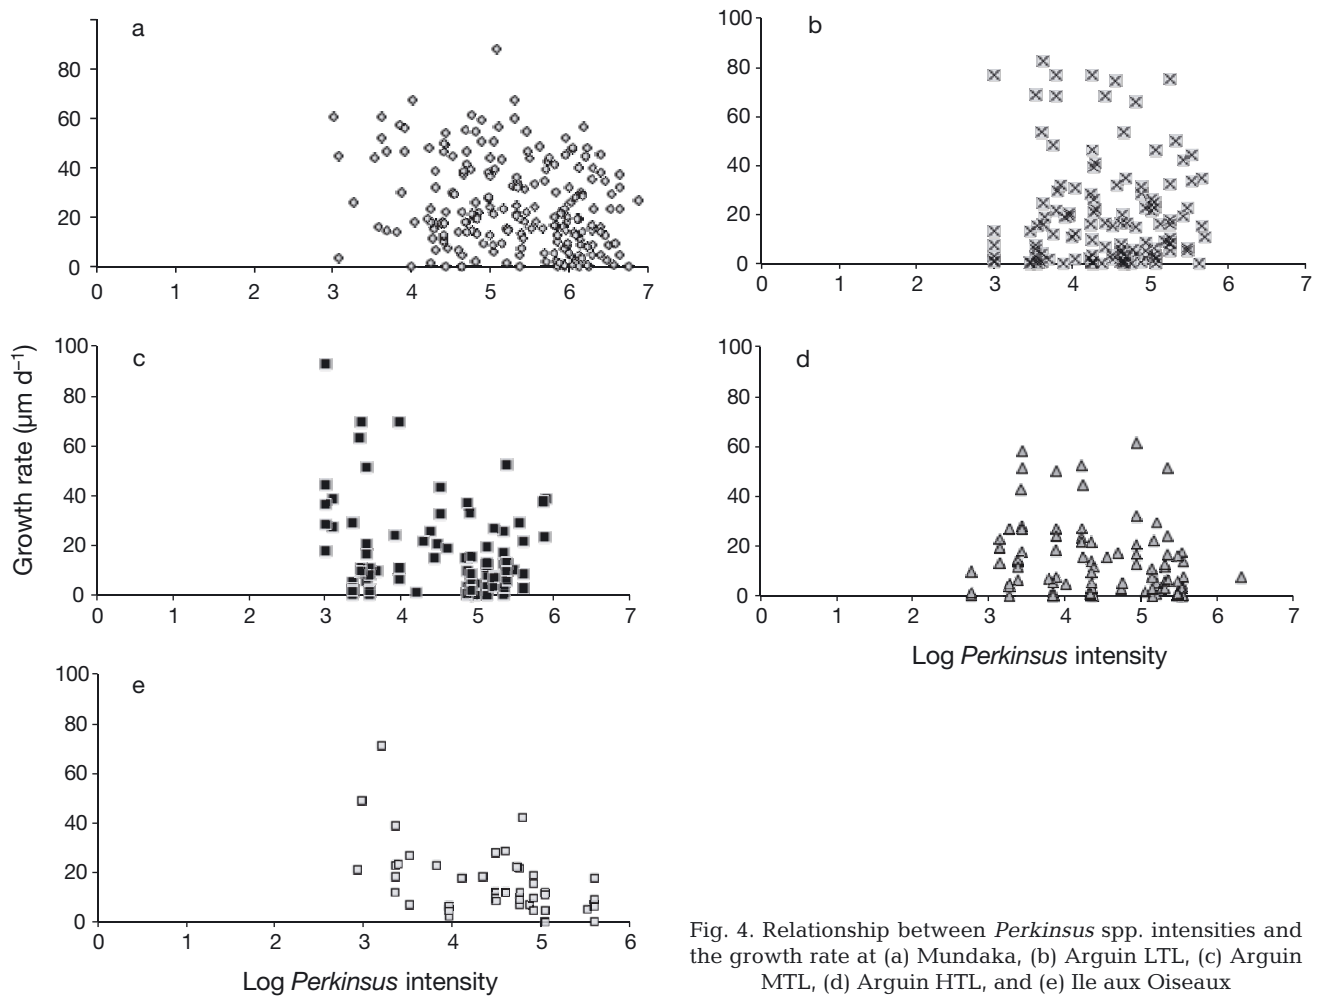 a
80
60
40
20
0
0 1 2 3 4 5 6 7
b
100
80
60
40
20
0
0 1 2 3 4 5 6 7
Growth rate (µm d–1)
c
100
80
60
40
20
0
0 1 2 3 4 5 6 7
d
100
80
60
40
20
0
0 1 2 3 4 5 6 7
Log Perkinsus intensity
e
100
80
60
40
20
0
0 1 2 3 4 5 6
Log Perkinsus intensity
Fig. 4. Relationship between Perkinsus spp. intensities and
the growth rate at (a) Mundaka, (b) Arguin LTL, (c) Arguin
MTL, (d) Arguin HTL, and (e) Ile aux Oiseaux